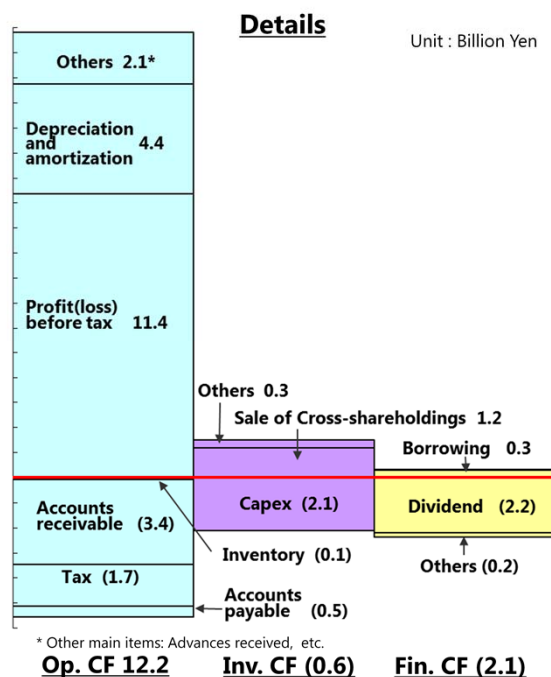 Details
Unit : Billion Yen
Others 2.1*
Depreciation
and
amortization 4.4
Profit(loss)
before tax 11.4
Others 0.3
Sale of Cross-shareholdings 1.2
Borrowing 0.3
Accounts
receivable (3.4)
Capex (2.1)
Dividend (2.2)
Inventory (0.1)
Others (0.2)
Tax (1.7)
Accounts
payable (0.5)
* Other main items: Advances received, etc.
Op. CF 12.2
Inv. CF (0.6)
Fin. CF (2.1)